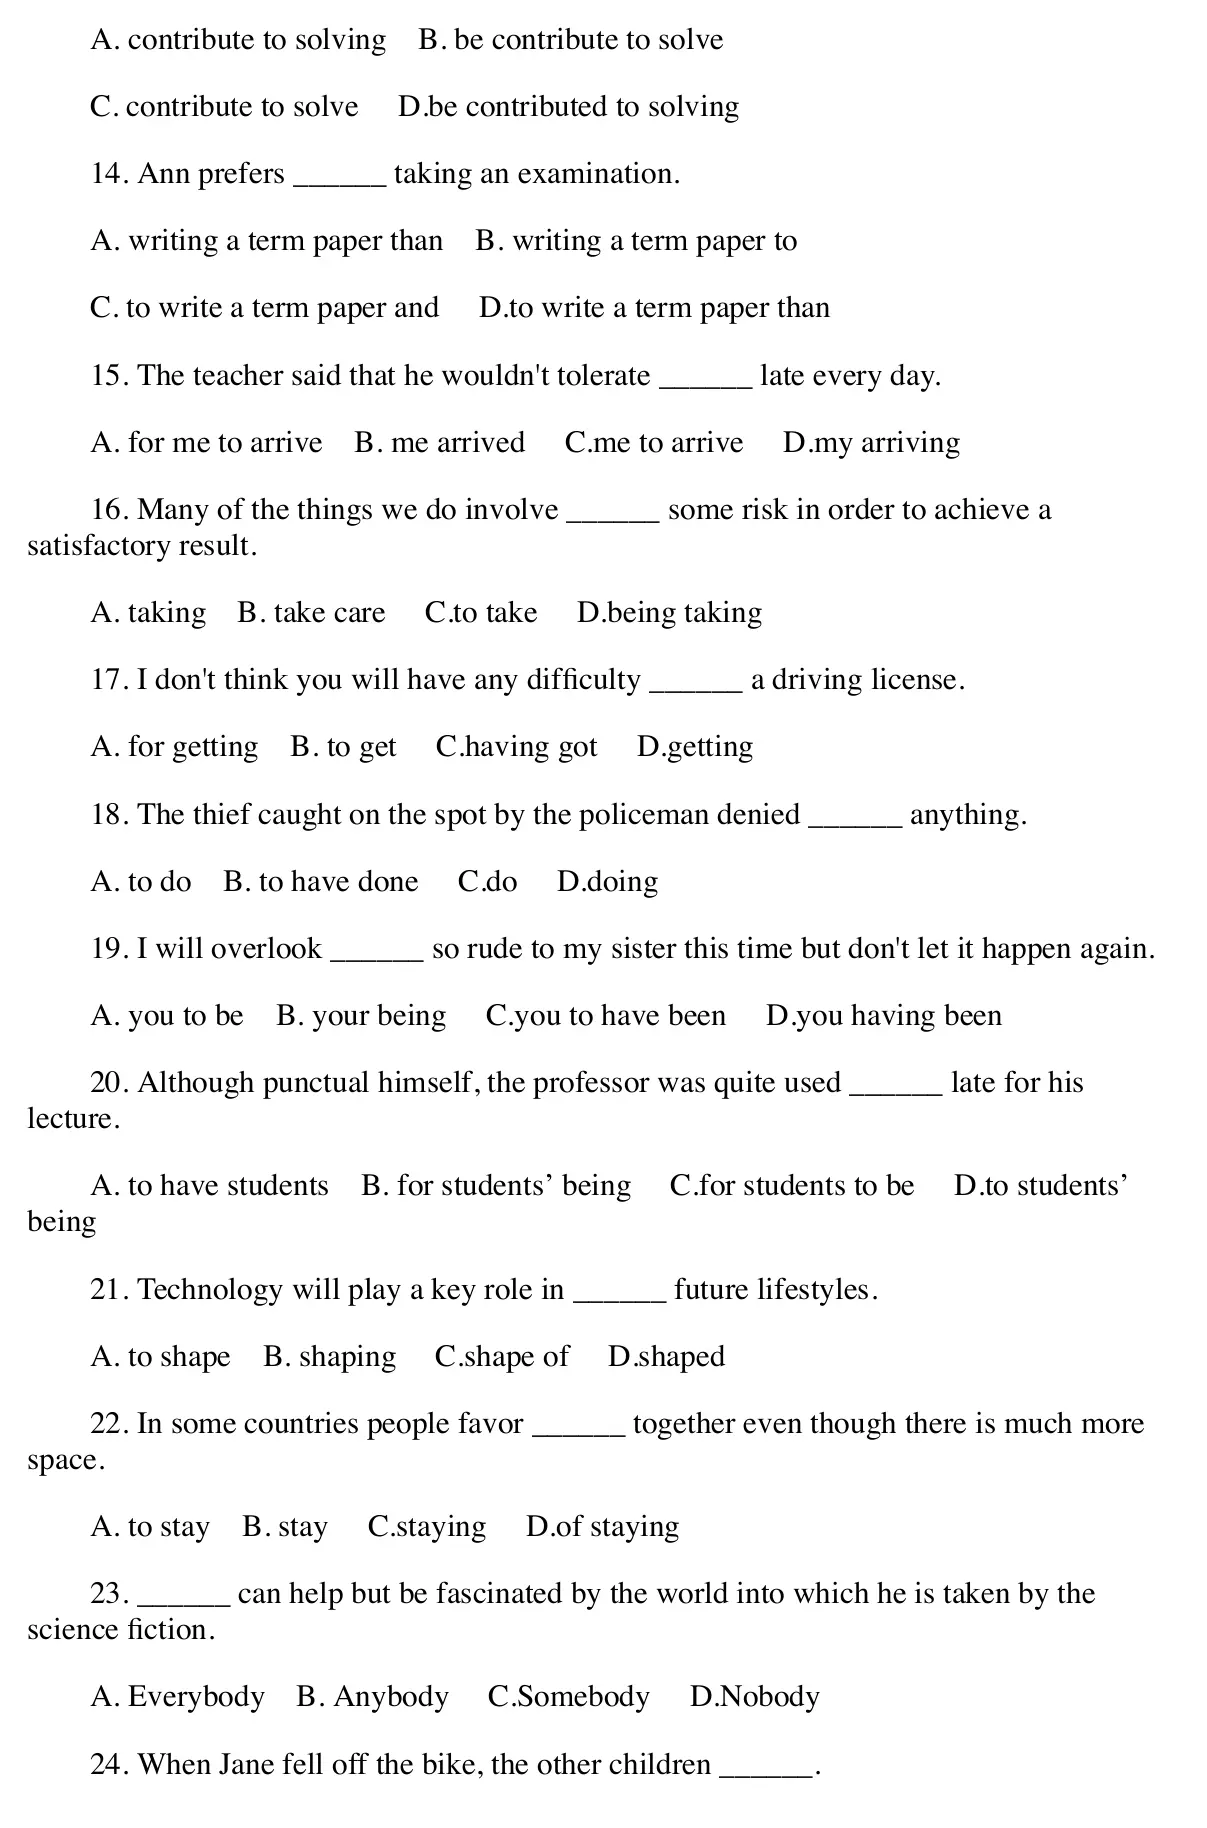 A. contribute to solving B. be contribute to solve
C. contribute to solve D.be contributed to solving
14. Ann prefers ______ taking an examination.
A. writing a term paper than B. writing a term paper to
C. to write a term paper and D.to write a term paper than
15. The teacher said that he wouldn't tolerate ______ late every day.
A. for me to arrive B. me arrived C.me to arrive D.my arriving
16. Many of the things we do involve ______ some risk in order to achieve a
satisfactory result.
A. taking B. take care C.to take D.being taking
17. I don't think you will have any difficulty ______ a driving license.
A. for getting B. to get C.having got D.getting
18. The thief caught on the spot by the policeman denied ______ anything.
A. to do B. to have done C.do D.doing
19. I will overlook ______ so rude to my sister this time but don't let it happen again.
A. you to be B. your being C.you to have been D.you having been
20. Although punctual himself, the professor was quite used ______ late for his
lecture.
A. to have students B. for students’ being C.for students to be D.to students’
being
21. Technology will play a key role in ______ future lifestyles.
A. to shape B. shaping C.shape of D.shaped
22. In some countries people favor ______ together even though there is much more
space.
A. to stay B. stay C.staying D.of staying
23. ______ can help but be fascinated by the world into which he is taken by the
science fiction.
A. Everybody B. Anybody C.Somebody D.Nobody
24. When Jane fell off the bike, the other children ______.